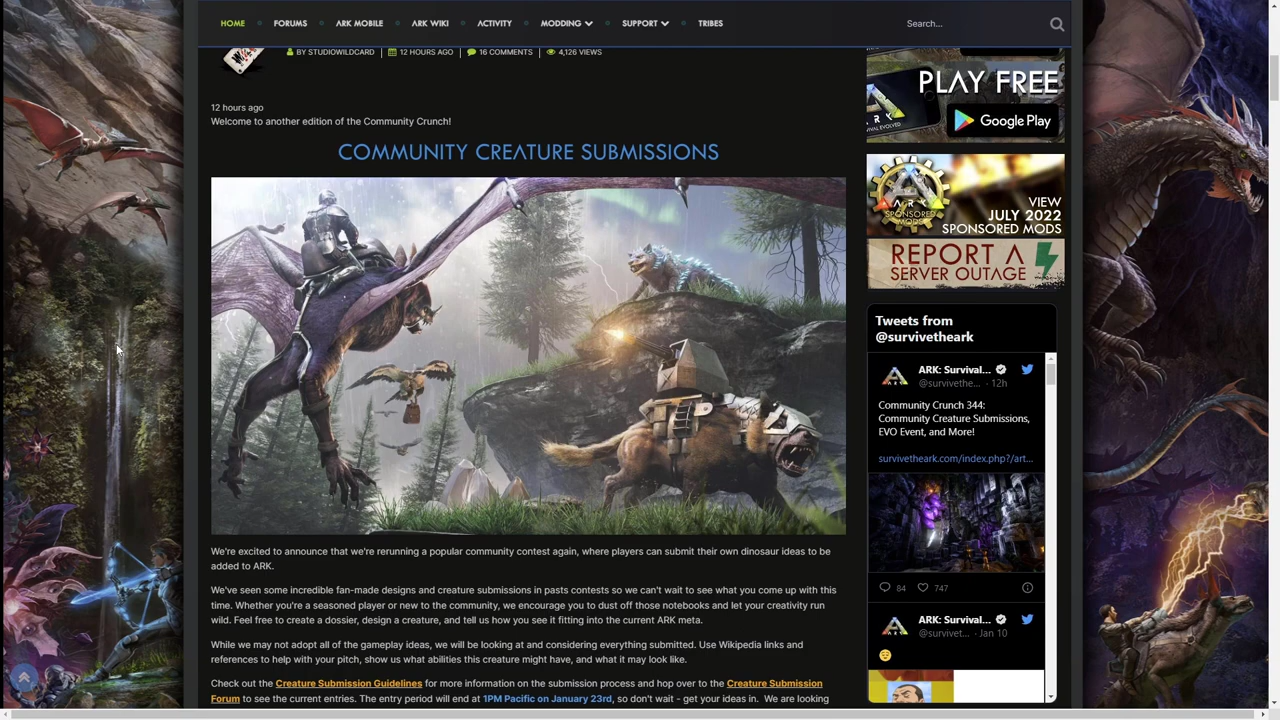 HOME FORUMS ARK MOBILE ARK WIKI ACTIVITY MODDING SUPPORT TRIBES Search...
BY STUDIOWILDCARD 12 HOURS AGO 16 COMMENTS 4,126 VIEWS
12 hours ago
Welcome to another edition of the Community Crunch!
COMMUNITY CREATURE SUBMISSIONS
We're excited to announce that we're rerunning a popular community contest again, where players can submit their own dinosaur ideas to be
added to ARK.
We've seen some incredible fan-made designs and creature submissions in pasts contests so we can't wait to see what you come up with this
time. Whether you're a seasoned player or new to the community, we encourage you to dust off those notebooks and let your creativity run
wild. Feel free to create a dossier, design a creature, and tell us how you see it fitting into the current ARK meta.
While we may not adopt all of the gameplay ideas, we will be looking at and considering everything submitted. Use Wikipedia links and
references to help with your pitch, show us what abilities this creature might have, and what it may look like.
Check out the Creature Submission Guidelines for more information on the submission process and hop over to the Creature Submission
Forum to see the current entries. The entry period will end at 1PM Pacific on January 23rd, so don't wait - get your ideas in. We are looking
PLAY FREE
Google Play
ARK
SPONSORED
MODS
VIEW
JULY 2022
SPONSORED MODS
REPORT A
SERVER OUTAGE
Tweets from
@survivetheark
ARK: Survival...
@survivethe... · 12h
Community Crunch 344:
Community Creature Submissions,
EVO Event, and More!
survivetheark.com/index.php?/art...
84 747
ARK: Survival...
@survivet... · Jan 10